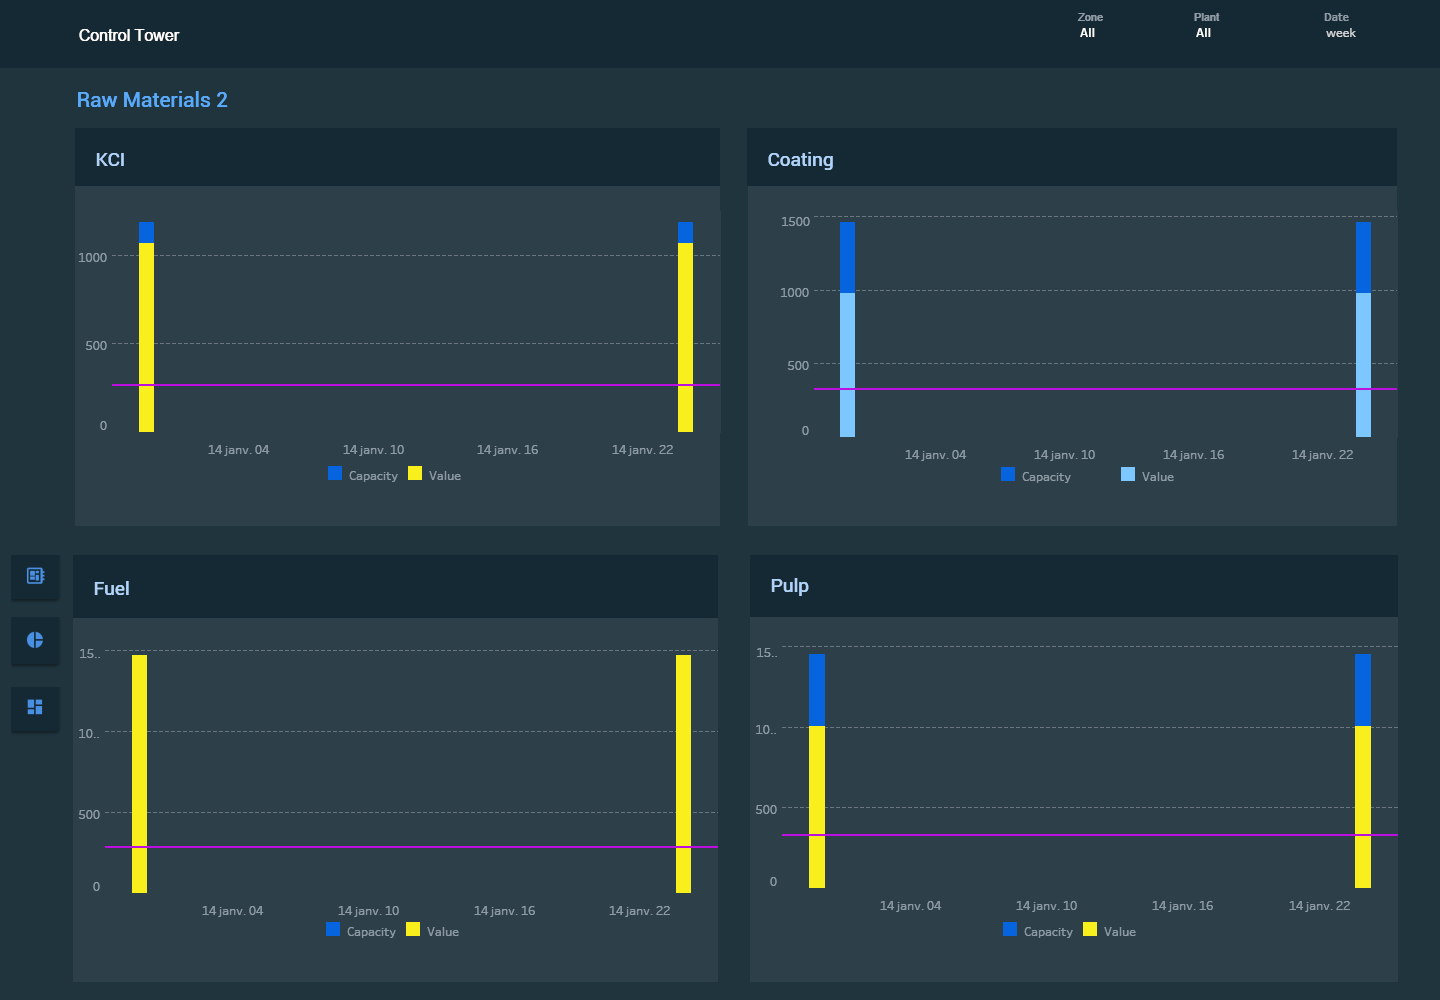 Control Tower
Zone
Plant
Date
All
All
week
Raw Materials 2
KCI
Coating
1000
500
0
14 janv. 04
14 janv. 10
14 janv. 16
14 janv. 22
Capacity
Value
1500
1000
500
0
14 janv. 04
14 janv. 10
14 janv. 16
14 janv. 22
Capacity
Value
Fuel
Pulp
15..
10..
500
0
14 janv. 04
14 janv. 10
14 janv. 16
14 janv. 22
Capacity
Value
15..
10..
500
0
14 janv. 04
14 janv. 10
14 janv. 16
14 janv. 22
Capacity
Value